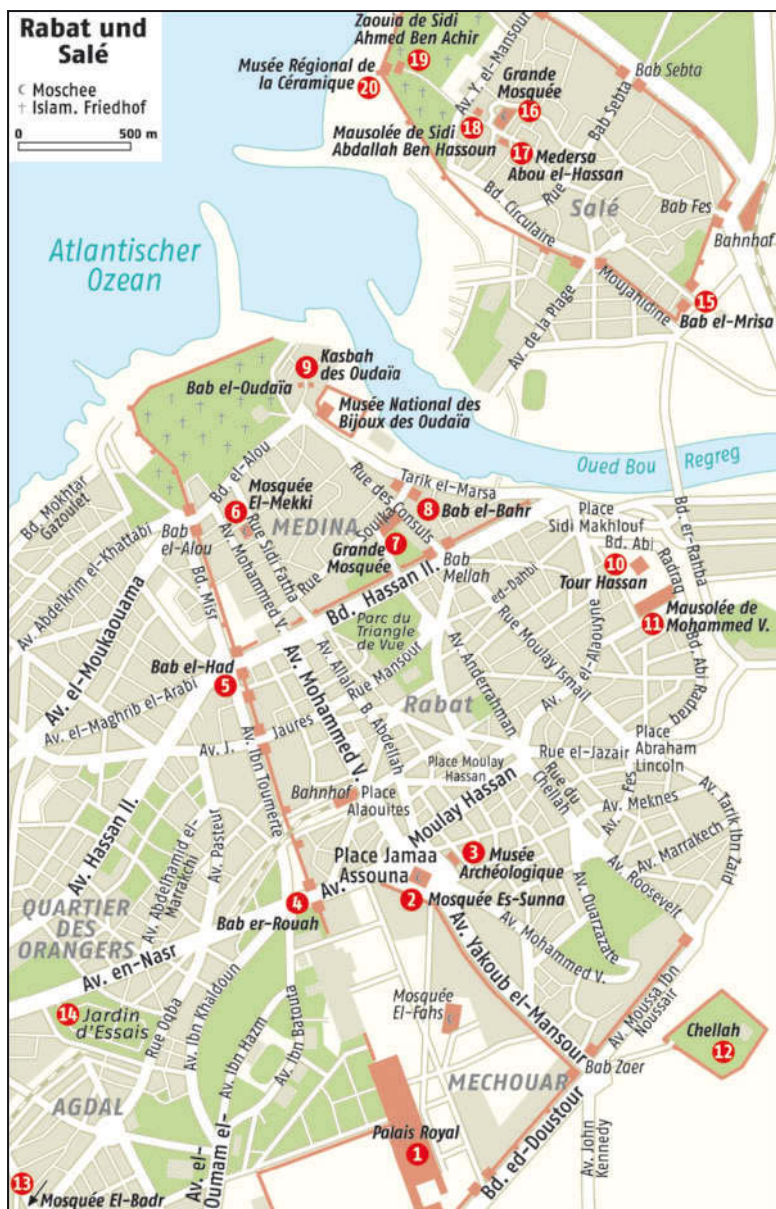 Rabat und
Salé
Moschee
Islam. Friedhof
0 500 m
Zaouia de Sidi
Ahmed Ben Achir
19
Musée Régional de
la Céramique
20
Av. Y. el-Mansour
Grande
Mosquée
16
Bab Sebta
Bab Sebta
18
Mausolée de Sidi
Abdallah Ben Hassoun
17
Medersa
Abou el-Hassan
Rue
Bd. Circulaire
Salé
Bab Fes
Bahnhof
Moujahidine
15
Bab el-Mrisa
Av. de la Plage
Atlantischer
Ozean
9
Kasbah
des Oudaïa
Bab el-Oudaïa
Musée National des
Bijoux des Oudaïa
Oued Bou Regreg
Bd. Mokhtar
Gazoulet
Bd. el-Alou
Mosquée
El-Mekki
6
MEDINA
Rue des Consuls
Tarik el-Marsa
8
Bab el-Bahr
Souika
7
Grande
Mosquée
Rue
Rue Sidi Fatha
Av. Mohammed V.
Bab
el-Alou
Bd. Misr
Av. Abdelkrim el-Khattabi
Bab
Mellah
Bd. Hassan II.
ed-Dahbi
Place
Sidi Makhlouf
Bd. er-Rahba
Bd. Abi
Radraq
10
Tour Hassan
11
Mausolée de
Mohammed V.
Bd. Abi Radraq
Av. el-Moukaouama
Parc du
Triangle
de Vue
Rue Moulay Ismail
Av. el-Alaouyne
Bab el-Had
5
Av. el-Maghrib el-Arabi
Av. Mohammed V.
Av. Allal
B. Abdellah
Rue Mansour
Av. Anderrahman
Rabat
Av. J. Jaures
Av. Ibn Toumerte
Place Moulay
Hassan
Rue el-Jazair
Place
Abraham
Lincoln
Rue du
Chellah
Av. Fes
Av. Meknes
Av. Tarik Ibn Zaid
Av. Marrakech
Av. Roosevelt
Bahnhof
Place
Alaouites
Moulay Hassan
Av. Hassan II.
Av. Abdelhamid el-
Marrakchi
Av. Pasteur
3
Musée
Archéologique
Place Jamaa
Assouna
Av.
2
Mosquée Es-Sunna
4
Bab er-Rouah
QUARTIER
DES
ORANGERS
Av. en-Nasr
Av. Ouarzazate
Av. Mohammed V.
Av. Yakoub el-Mansour
Av. Moussa Ibn
Noussair
Mosquée
El-Fahs
14
Jardin
d'Essais
Rue Oqba
Av. Ibn Khaldoun
Av. Ibn Hazm
Av. Ibn Batouta
Chellah
12
Bab Zaer
MECHOUAR
AGDAL
Av. el-
Oumam el-
Palais Royal
1
Bd. ed-Doustour
Av. John
Kennedy
13
Mosquée El-Badr